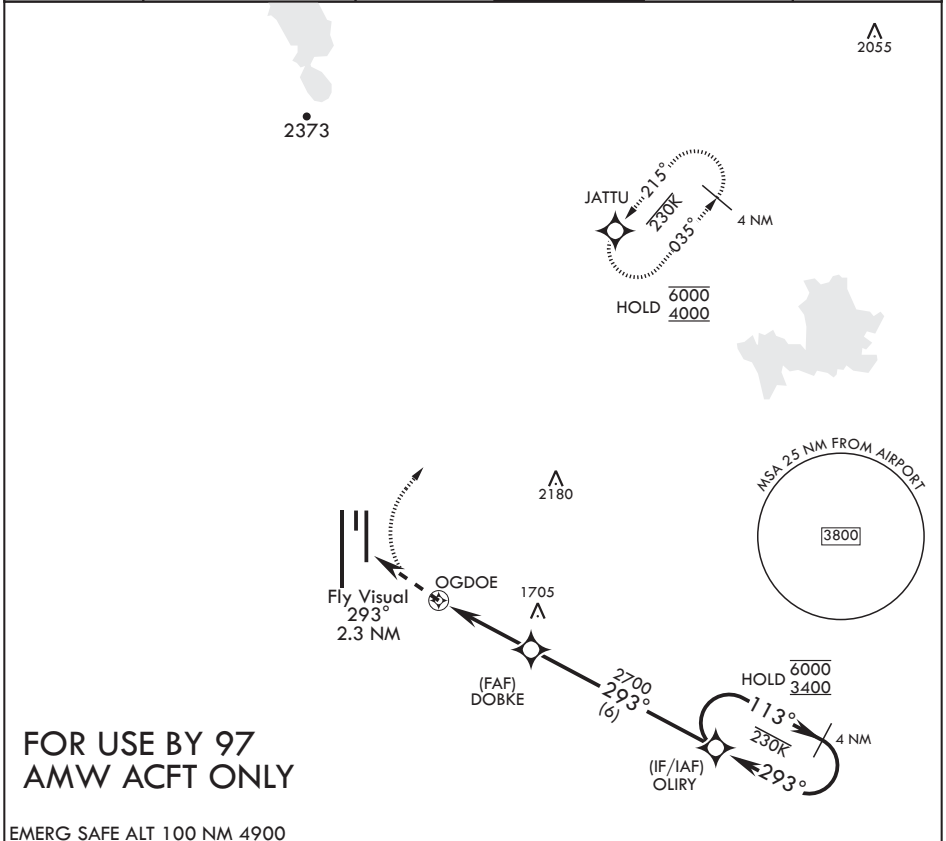 2055
2373
JATTU
215°
230K
035°
4 NM
HOLD 6000
4000
MSA 25 NM FROM AIRPORT
3800
2180
OGDOE
1705
Fly Visual
293°
2.3 NM
(FAF)
DOBKE
2700
293°
(6)
HOLD 6000
3400
113°
230K
4 NM
293°
(IF/IAF)
OLIRY
FOR USE BY 97
AMW ACFT ONLY
EMERG SAFE ALT 100 NM 4900